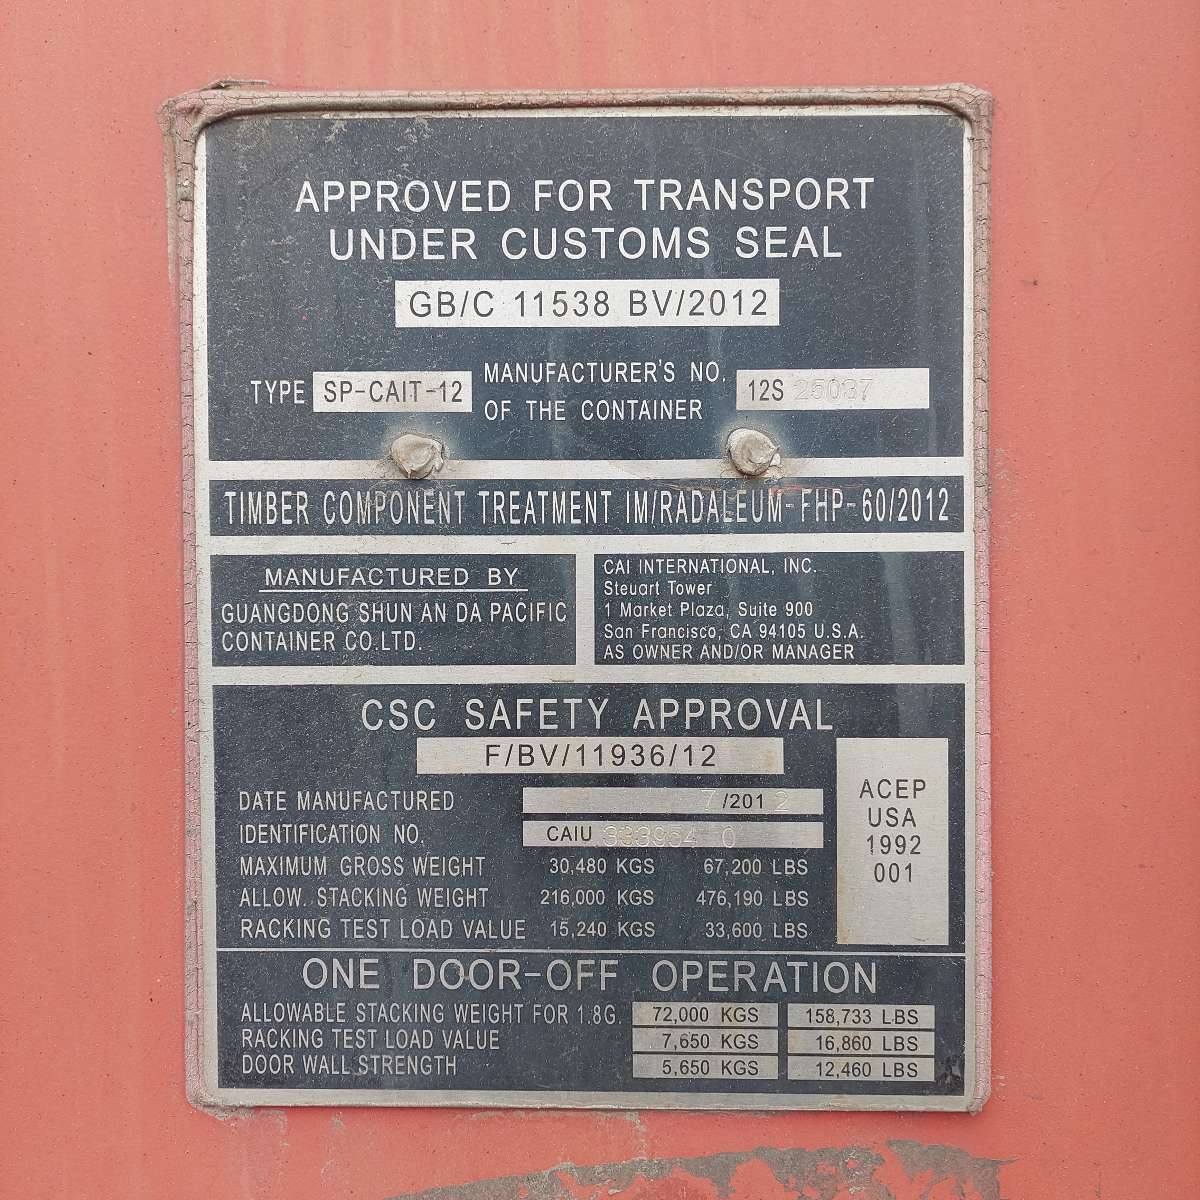 APPROVED FOR TRANSPORT
UNDER CUSTOMS SEAL
GB/C 11538 BV/2012
TYPE SP-CAIT-12 MANUFACTURER'S NO. OF THE CONTAINER 12S 25037
TIMBER COMPONENT TREATMENT IM/RADALEUM-FHP-60/2012
MANUFACTURED BY
GUANGDONG SHUN AN DA PACIFIC
CONTAINER CO.LTD.
CAI INTERNATIONAL, INC.
Steuart Tower
1 Market Plaza, Suite 900
San Francisco, CA 94105 U.S.A.
AS OWNER AND/OR MANAGER
CSC SAFETY APPROVAL
F/BV/11936/12
DATE MANUFACTURED 7/2012
IDENTIFICATION NO. CAIU 333954 0
MAXIMUM GROSS WEIGHT 30,480 KGS 67,200 LBS
ALLOW. STACKING WEIGHT 216,000 KGS 476,190 LBS
RACKING TEST LOAD VALUE 15,240 KGS 33,600 LBS
ACEP
USA
1992
001
ONE DOOR-OFF OPERATION
ALLOWABLE STACKING WEIGHT FOR 1.8G. 72,000 KGS 158,733 LBS
RACKING TEST LOAD VALUE 7,650 KGS 16,860 LBS
DOOR WALL STRENGTH 5,650 KGS 12,460 LBS